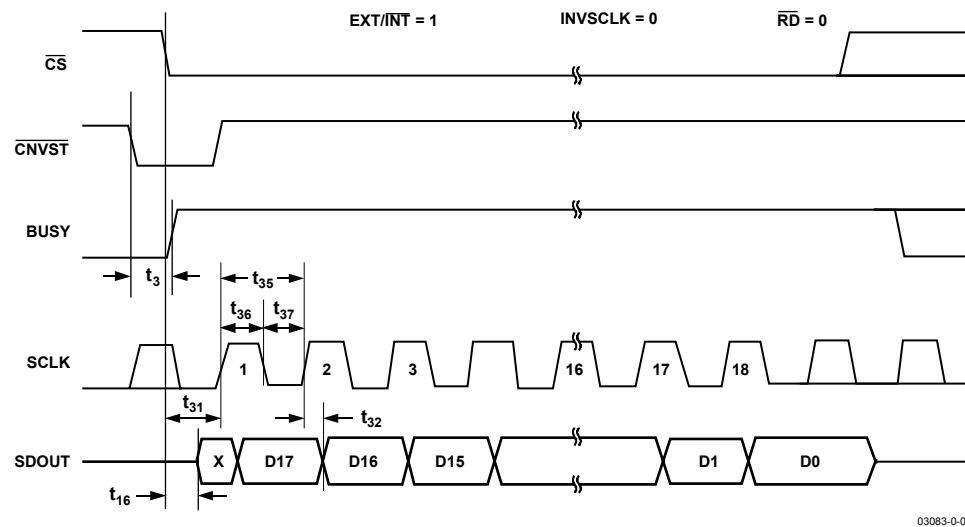 EXT/INT = 1 INVSCLK = 0 RD = 0
CS
CNVST
BUSY
t3
t35
t36 t37
SCLK 1 2 3 16 17 18
t31
t32
SDOUT X D17 D16 D15 D1 D0
t16
03083-0-0